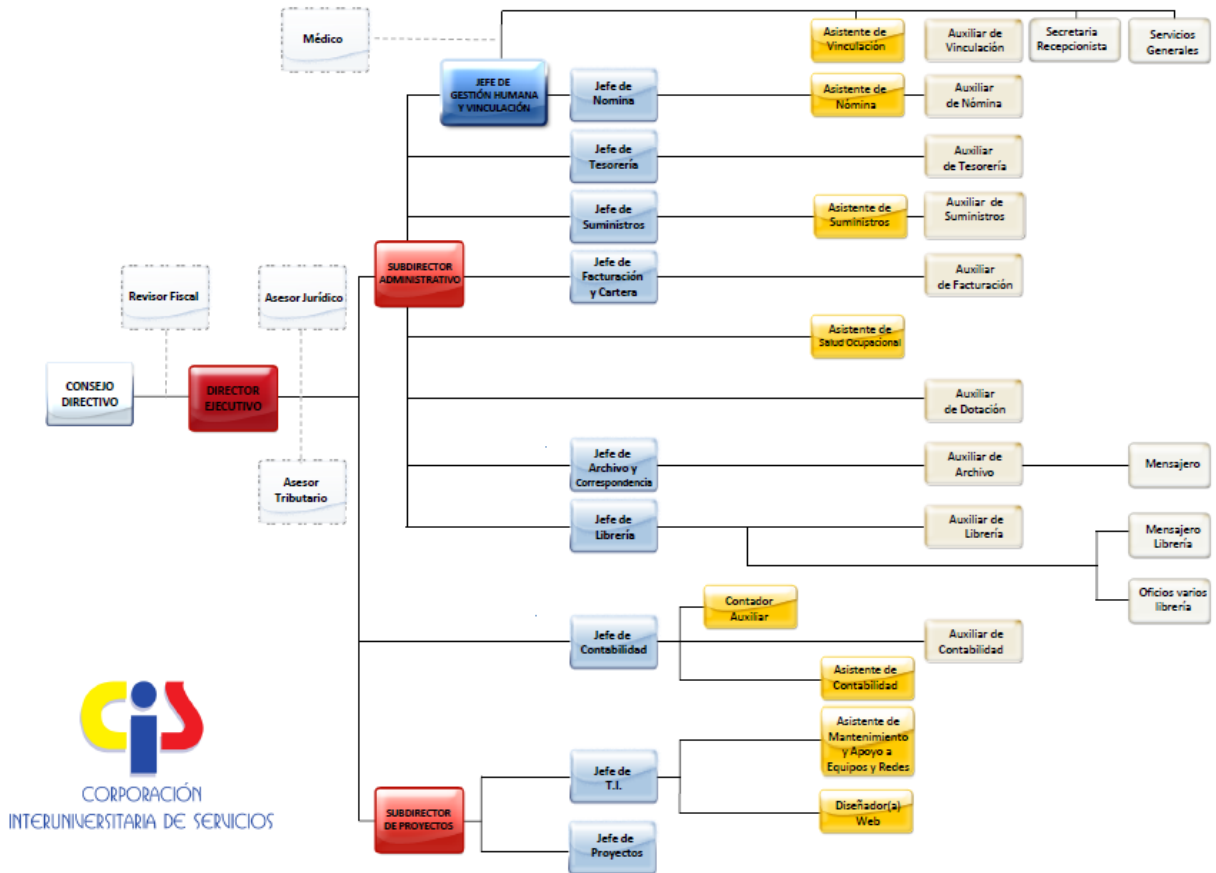 Médico
Asistente de
Vinculación
Auxiliar de
Vinculación
Secretaria
Recepcionista
Servicios
Generales
JEFE DE
GESTIÓN HUMANA
Y VINCULACIÓN
Jefe de
Nomina
Asistente de
Nómina
Auxiliar
de Nómina
Jefe de
Tesorería
Auxiliar
de Tesorería
Jefe de
Suministros
Asistente de
Suministros
Auxiliar de
Suministros
SUBDIRECTOR
ADMINISTRATIVO
Jefe de
Facturación
y Cartera
Auxiliar
de Facturación
Revisor Fiscal
Asesor Jurídico
Asistente de
Salud Ocupacional
CONSEJO
DIRECTIVO
DIRECTOR
EJECUTIVO
Auxiliar
de Dotación
Asesor
Tributario
Jefe de
Archivo y
Correspondencia
Auxiliar de
Archivo
Mensajero
Jefe de
Librería
Auxiliar de
Librería
Mensajero
Librería
Oficios varios
librería
Contador
Auxiliar
Jefe de
Contabilidad
Auxiliar de
Contabilidad
Asistente de
Contabilidad
Asistente de
Mantenimiento
y Apoyo a
Equipos y Redes
Jefe de
T.I.
Diseñador(a)
Web
SUBDIRECTOR
DE PROYECTOS
Jefe de
Proyectos
CiS
CORPORACIÓN
INTERUNIVERSITARIA DE SERVICIOS